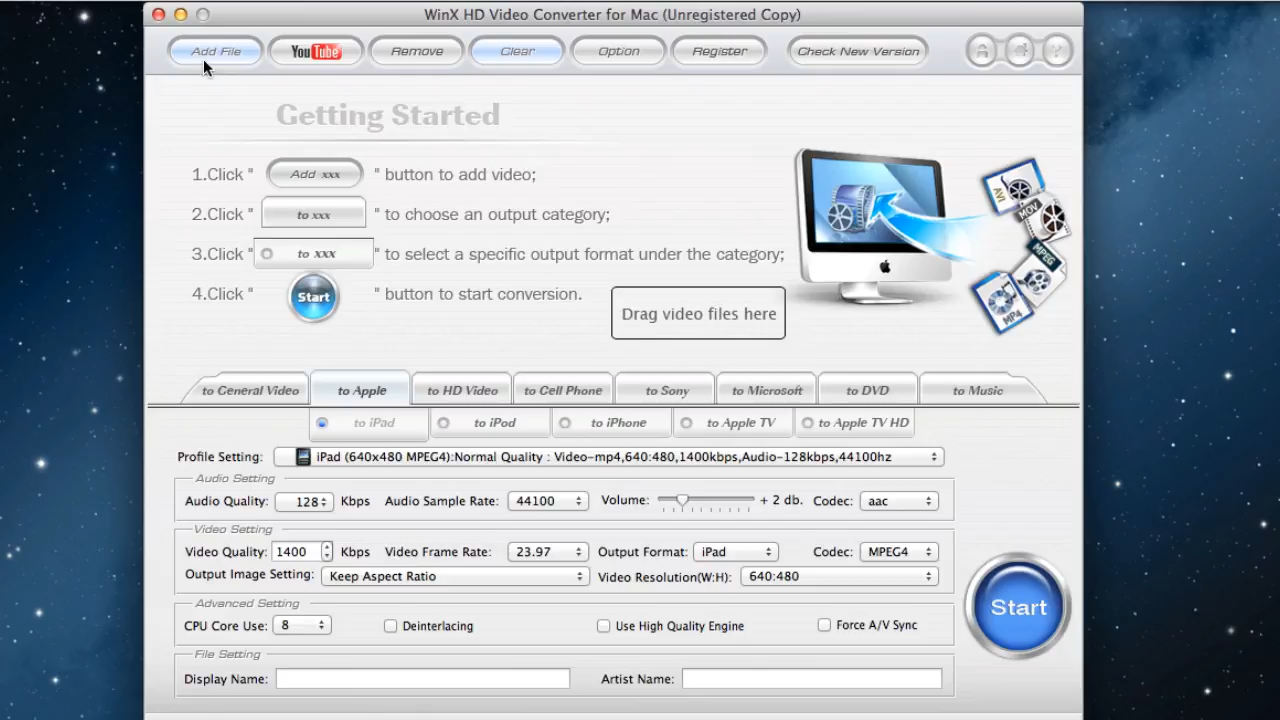 WinX HD Video Converter for Mac (Unregistered Copy)
Add File YouTube Remove Clear Option Register Check New Version ?
Getting Started
1.Click " Add xxx " button to add video;
2.Click " to xxx " to choose an output category;
3.Click " to xxx " to select a specific output format under the category;
4.Click " Start " button to start conversion.
Drag video files here
AVI
MOV
MPEG
MP4
to General Video to Apple to HD Video to Cell Phone to Sony to Microsoft to DVD to Music
to iPad to iPod to iPhone to Apple TV to Apple TV HD
Profile Setting: iPad (640x480 MPEG4):Normal Quality : Video-mp4,640:480,1400kbps,Audio-128kbps,44100hz
Audio Setting
Audio Quality: 128 Kbps Audio Sample Rate: 44100 Volume: + 2 db. Codec: aac
Video Setting
Video Quality: 1400 Kbps Video Frame Rate: 23.97 Output Format: iPad Codec: MPEG4
Output Image Setting: Keep Aspect Ratio Video Resolution(W:H): 640:480
Advanced Setting
CPU Core Use: 8 Deinterlacing Use High Quality Engine Force A/V Sync
Start
File Setting
Display Name: Artist Name: